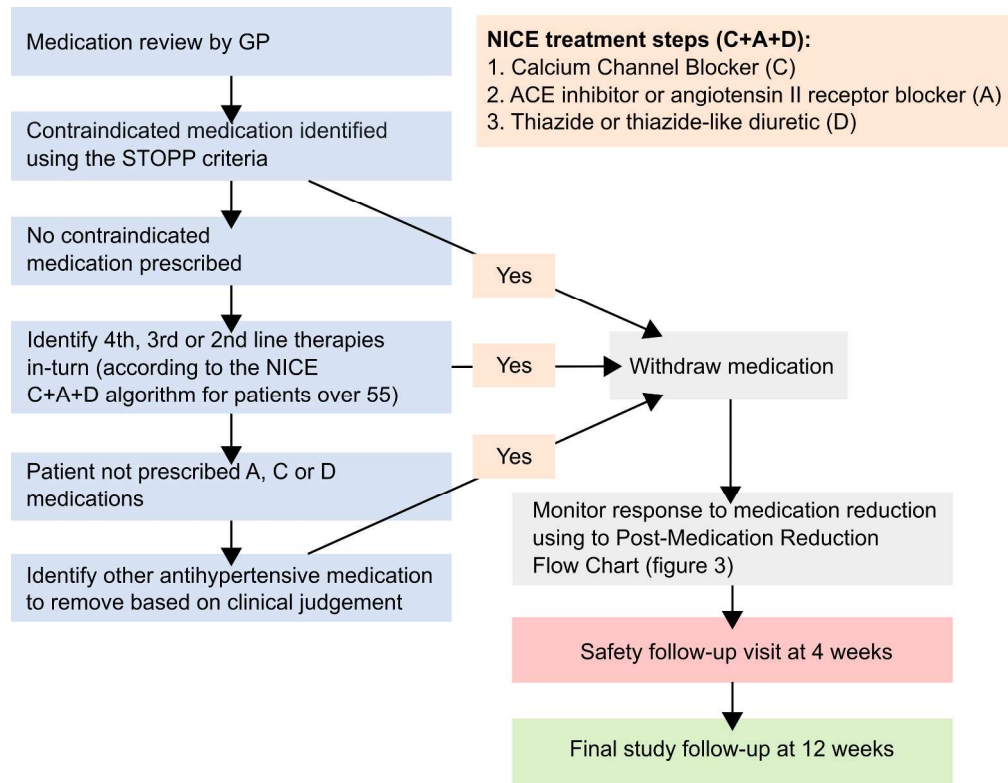 Medication review by GP
NICE treatment steps (C+A+D):
1. Calcium Channel Blocker (C)
2. ACE inhibitor or angiotensin II receptor blocker (A)
3. Thiazide or thiazide-like diuretic (D)
Contraindicated medication identified
using the STOPP criteria
No contraindicated
medication prescribed
Yes
Identify 4th, 3rd or 2nd line therapies
in-turn (according to the NICE
C+A+D algorithm for patients over 55)
Yes
Withdraw medication
Patient not prescribed A, C or D
medications
Yes
Identify other antihypertensive medication
to remove based on clinical judgement
Monitor response to medication reduction
using to Post-Medication Reduction
Flow Chart (figure 3)
Safety follow-up visit at 4 weeks
Final study follow-up at 12 weeks